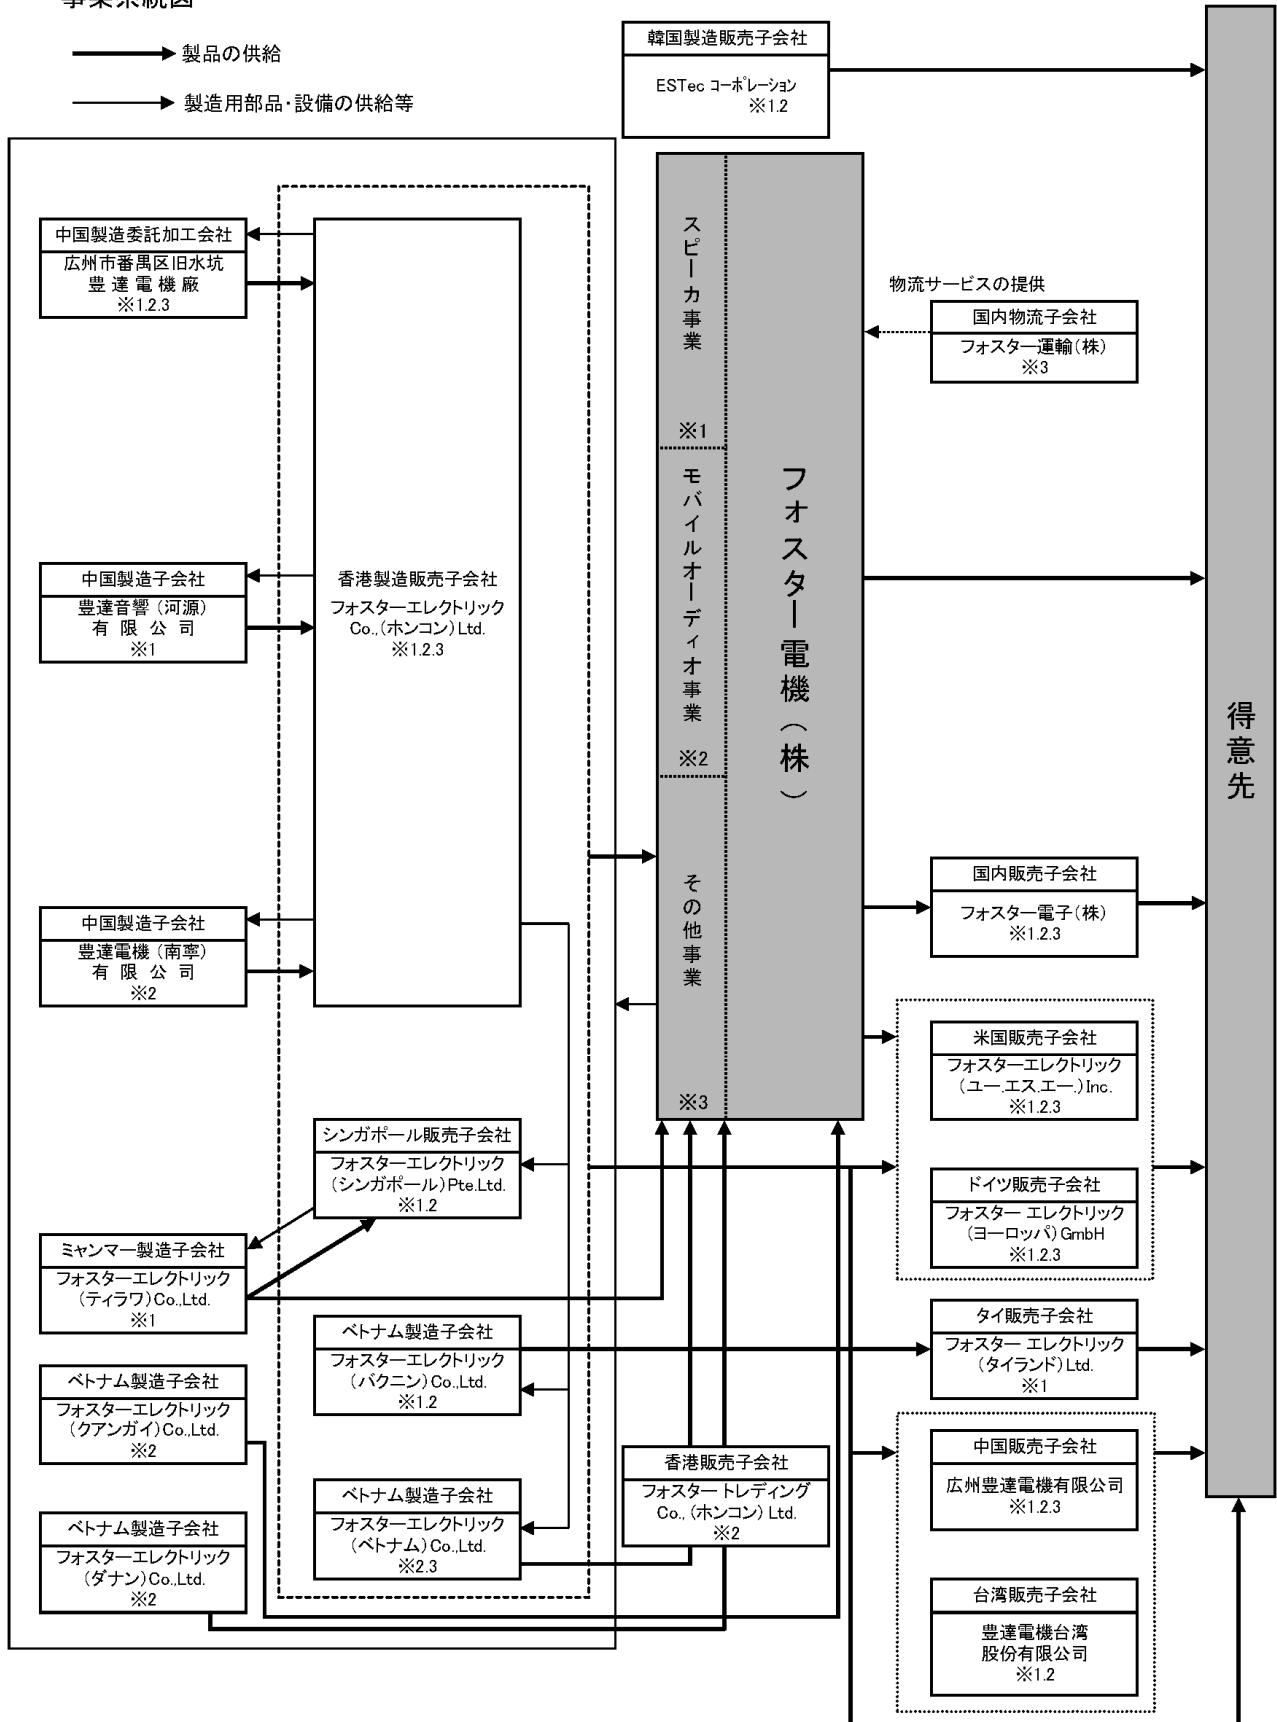 事業系統図
製品の供給
製造用部品・設備の供給等
韓国製造販売子会社
ESTec コーポレーション
※1.2
中国製造委託加工会社
広州市番禺区旧水坑
豊達電機廠
※1.2.3
中国製造子会社
豊達音響(河源)
有限公司
※1
中国製造子会社
豊達電機(南寧)
有限公司
※2
香港製造販売子会社
フォスターエレクトリック
Co.,(ホンコン)Ltd.
※1.2.3
シンガポール販売子会社
フォスターエレクトリック
(シンガポール)Pte.Ltd.
※1.2
ミャンマー製造子会社
フォスターエレクトリック
(ティラワ)Co.,Ltd.
※1
ベトナム製造子会社
フォスターエレクトリック
(バクニン)Co.,Ltd.
※1.2
ベトナム製造子会社
フォスターエレクトリック
(クアンガイ)Co.,Ltd.
※2
ベトナム製造子会社
フォスターエレクトリック
(ベトナム)Co.,Ltd.
※2.3
ベトナム製造子会社
フォスターエレクトリック
(ダナン)Co.,Ltd.
※2
スピーカ事業
※1
モバイルオーディオ事業
※2
その他事業
※3
フォスター電機(株)
香港販売子会社
フォスタートレディング
Co., (ホンコン) Ltd.
※2
物流サービスの提供
国内物流子会社
フォスター運輸(株)
※3
国内販売子会社
フォスター電子(株)
※1.2.3
米国販売子会社
フォスターエレクトリック
(ユー.エス.エー.)Inc.
※1.2.3
ドイツ販売子会社
フォスター エレクトリック
(ヨーロッパ)GmbH
※1.2.3
タイ販売子会社
フォスター エレクトリック
(タイランド)Ltd.
※1
中国販売子会社
広州豊達電機有限公司
※1.2.3
台湾販売子会社
豊達電機台湾
股份有限公司
※1.2
得意先